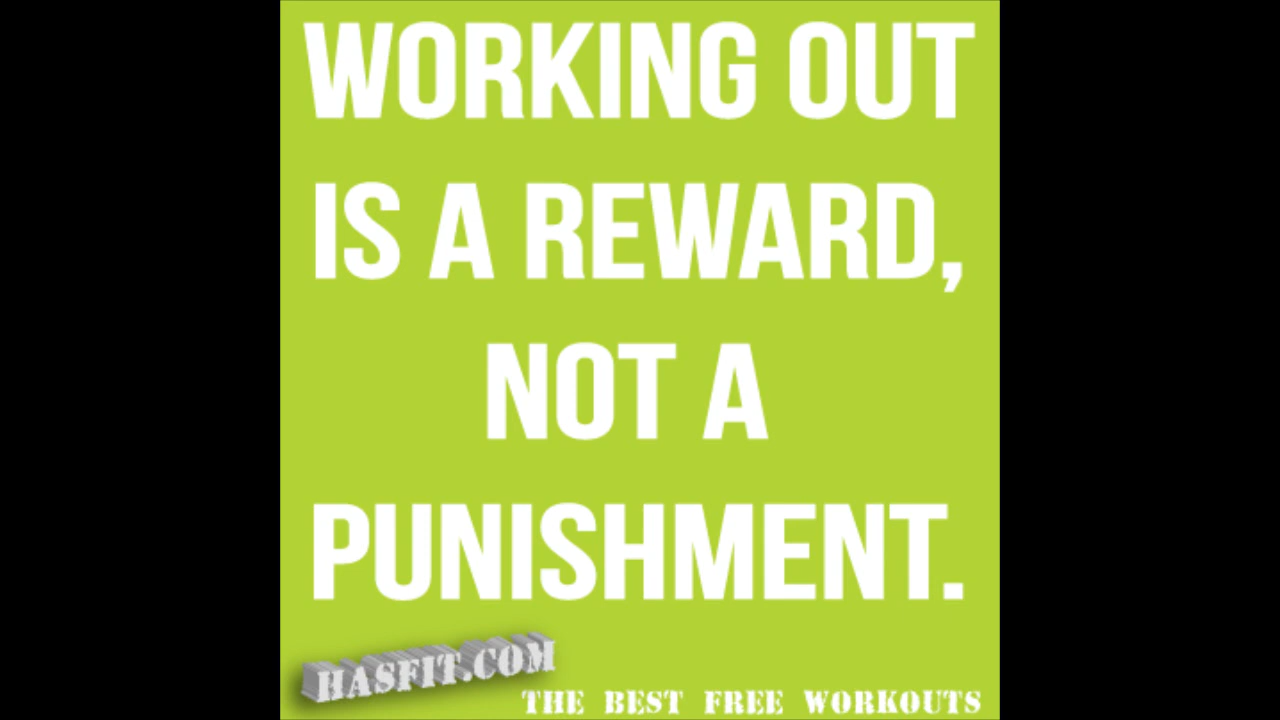 WORKING OUT
IS A REWARD,
NOT A
PUNISHMENT.
HASFIT.COM
THE BEST FREE WORKOUTS